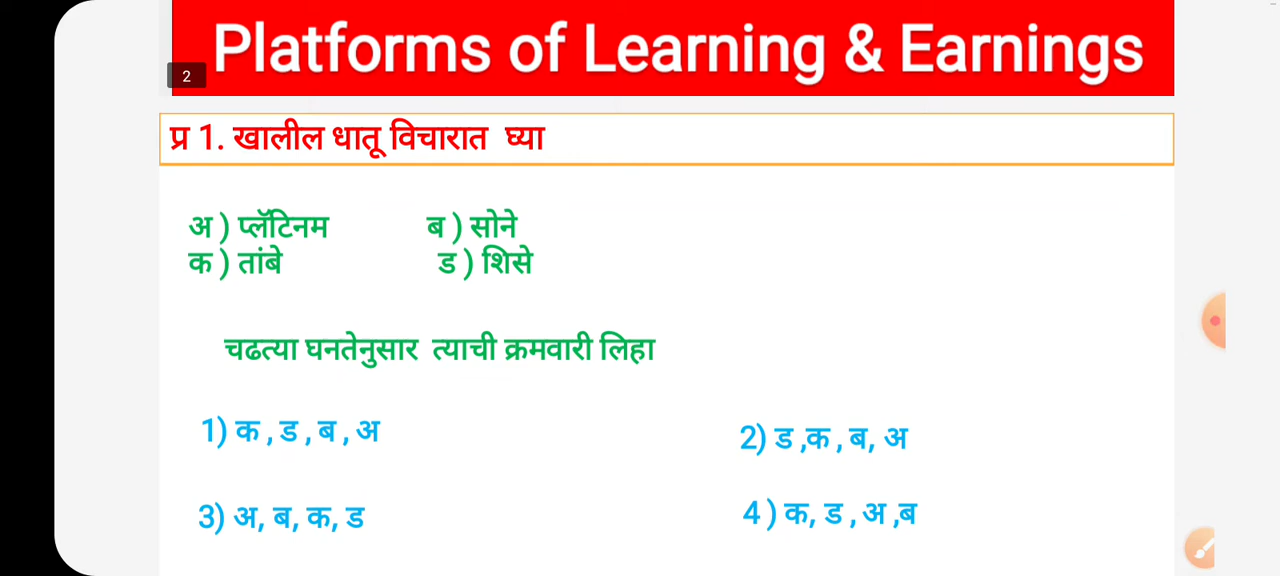 Platforms of Learning & Earnings
2
प्र 1. खालील धातू विचारात घ्या
अ ) प्लॅटिनम ब ) सोने
क ) तांबे ड ) शिसे
चढत्या घनतेनुसार त्याची क्रमवारी लिहा
1) क , ड , ब , अ 2) ड ,क , ब, अ
3) अ, ब, क, ड 4 ) क, ड , अ ,ब